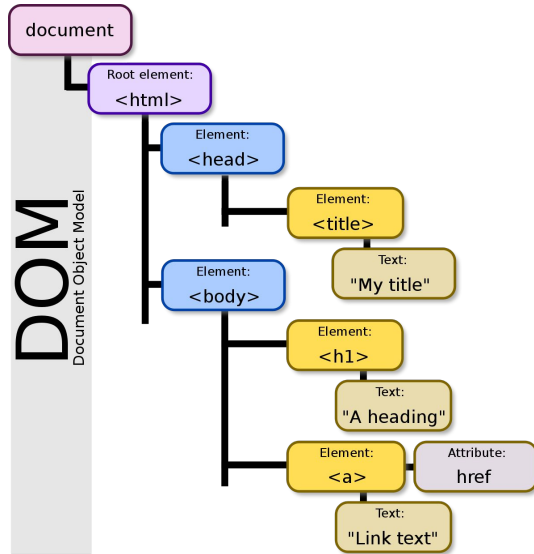 document
Root element:
<html>
Element:
<head>
Element:
<title>
Text:
"My title"
DOM
Document Object Model
Element:
<body>
Element:
<h1>
Text:
"A heading"
Element:
<a>
Attribute:
href
Text:
"Link text"